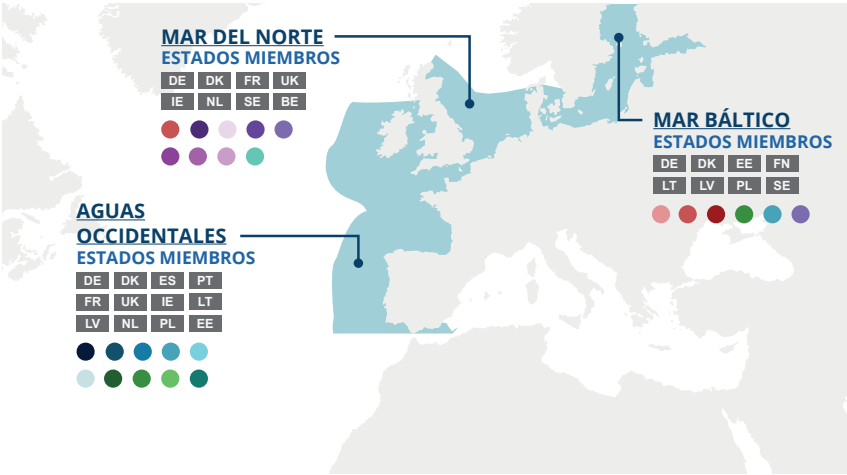 MAR DEL NORTE
ESTADOS MIEMBROS
DE DK FR UK
IE NL SE BE
MAR BÁLTICO
ESTADOS MIEMBROS
DE DK EE FN
LT LV PL SE
AGUAS
OCCIDENTALES
ESTADOS MIEMBROS
DE DK ES PT
FR UK IE LT
LV NL PL EE